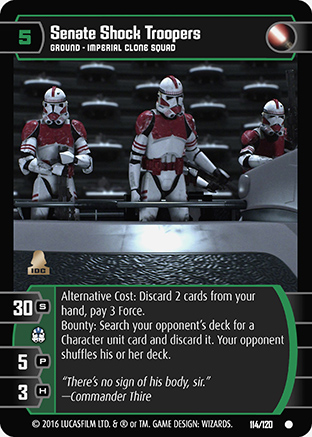 5
Senate Shock Troopers
GROUND - IMPERIAL CLONE SQUAD
IDC
30 S
5 P
3 H
Alternative Cost: Discard 2 cards from your
hand, pay 3 Force.
Bounty: Search your opponent's deck for a
Character unit card and discard it. Your opponent
shuffles his or her deck.
"There's no sign of his body, sir."
—Commander Thire
© 2016 LUCASFILM LTD. & ® or TM. GAME DESIGN: WIZARDS. 114/120